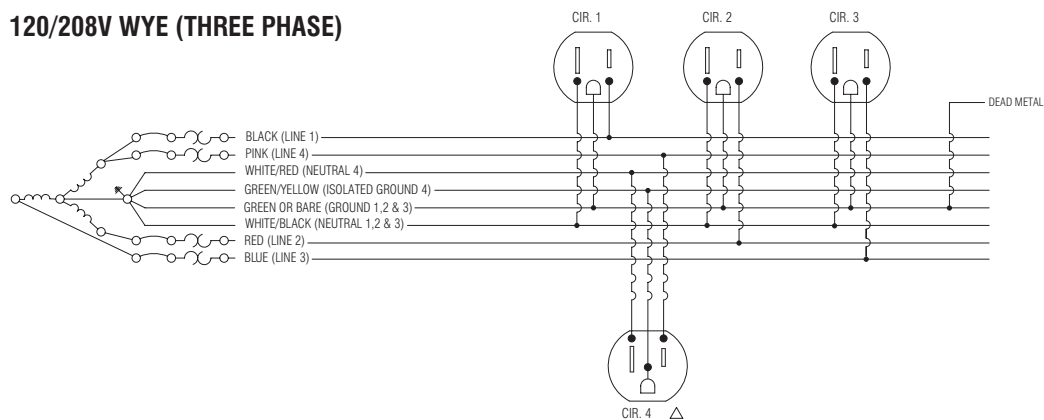 120/208V WYE (THREE PHASE)
CIR. 1
CIR. 2
CIR. 3
DEAD METAL
BLACK (LINE 1)
PINK (LINE 4)
WHITE/RED (NEUTRAL 4)
GREEN/YELLOW (ISOLATED GROUND 4)
GREEN OR BARE (GROUND 1,2 & 3)
WHITE/BLACK (NEUTRAL 1,2 & 3)
RED (LINE 2)
BLUE (LINE 3)
CIR. 4